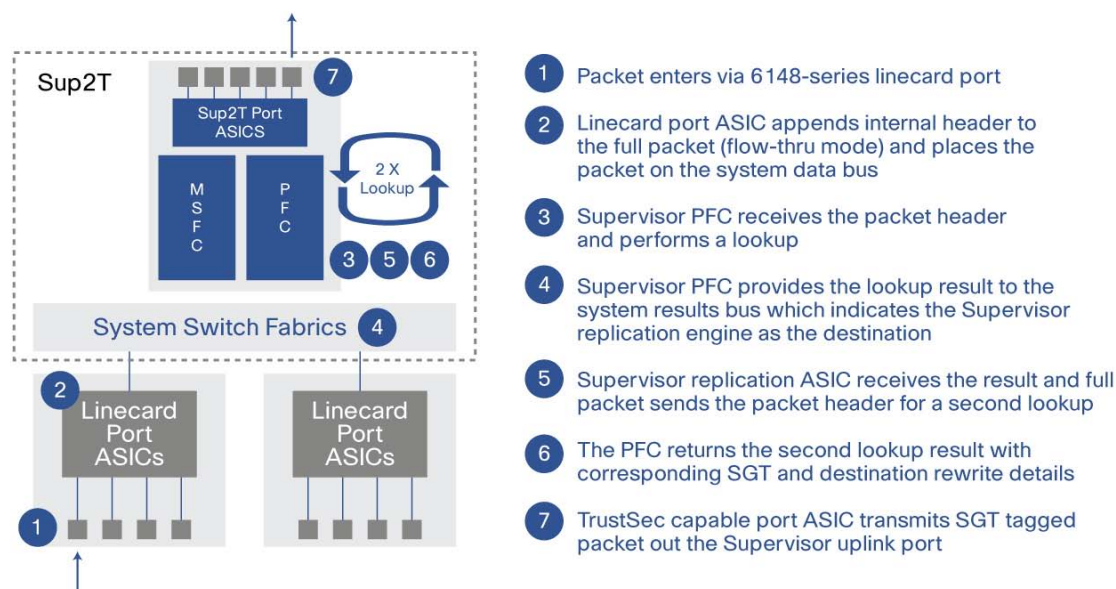 Sup2T
7
Sup2T Port
ASICS
M
S
F
C
P
F
C
2 X
Lookup
3 5 6
System Switch Fabrics 4
2
Linecard
Port
ASICs
Linecard
Port
ASICs
1
1 Packet enters via 6148-series linecard port
2 Linecard port ASIC appends internal header to
the full packet (flow-thru mode) and places the
packet on the system data bus
3 Supervisor PFC receives the packet header
and performs a lookup
4 Supervisor PFC provides the lookup result to the
system results bus which indicates the Supervisor
replication engine as the destination
5 Supervisor replication ASIC receives the result and full
packet sends the packet header for a second lookup
6 The PFC returns the second lookup result with
corresponding SGT and destination rewrite details
7 TrustSec capable port ASIC transmits SGT tagged
packet out the Supervisor uplink port